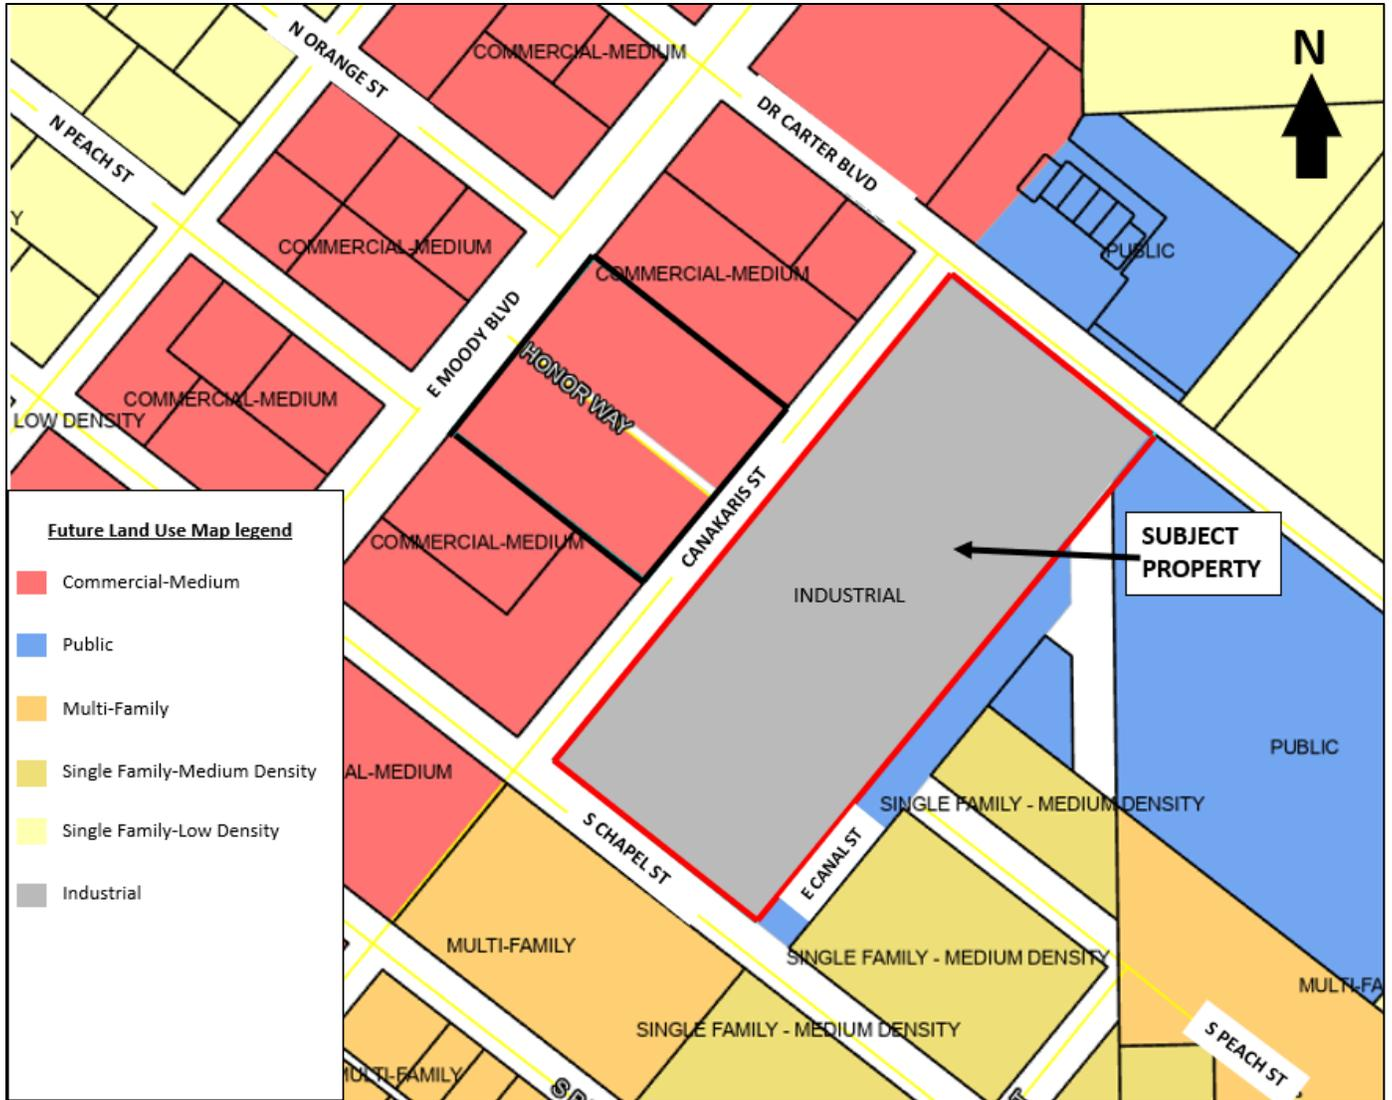 N ORANGE ST
COMMERCIAL-MEDIUM
N
N PEACH ST
DR CARTER BLVD
Y
COMMERCIAL-MEDIUM
COMMERCIAL-MEDIUM
PUBLIC
E MOODY BLVD
HONOR WAY
COMMERCIAL-MEDIUM
LOW DENSITY
CANAKARIS ST
COMMERCIAL-MEDIUM
SUBJECT
PROPERTY
INDUSTRIAL
Future Land Use Map legend
Commercial-Medium
Public
Multi-Family
Single Family-Medium Density
Single Family-Low Density
Industrial
PUBLIC
AL-MEDIUM
SINGLE FAMILY - MEDIUM DENSITY
S CHAPEL ST
E CANAL ST
MULTI-FAMILY
SINGLE FAMILY - MEDIUM DENSITY
MULTI-FA
SINGLE FAMILY - MEDIUM DENSITY
S PEACH ST
MULTI-FAMILY